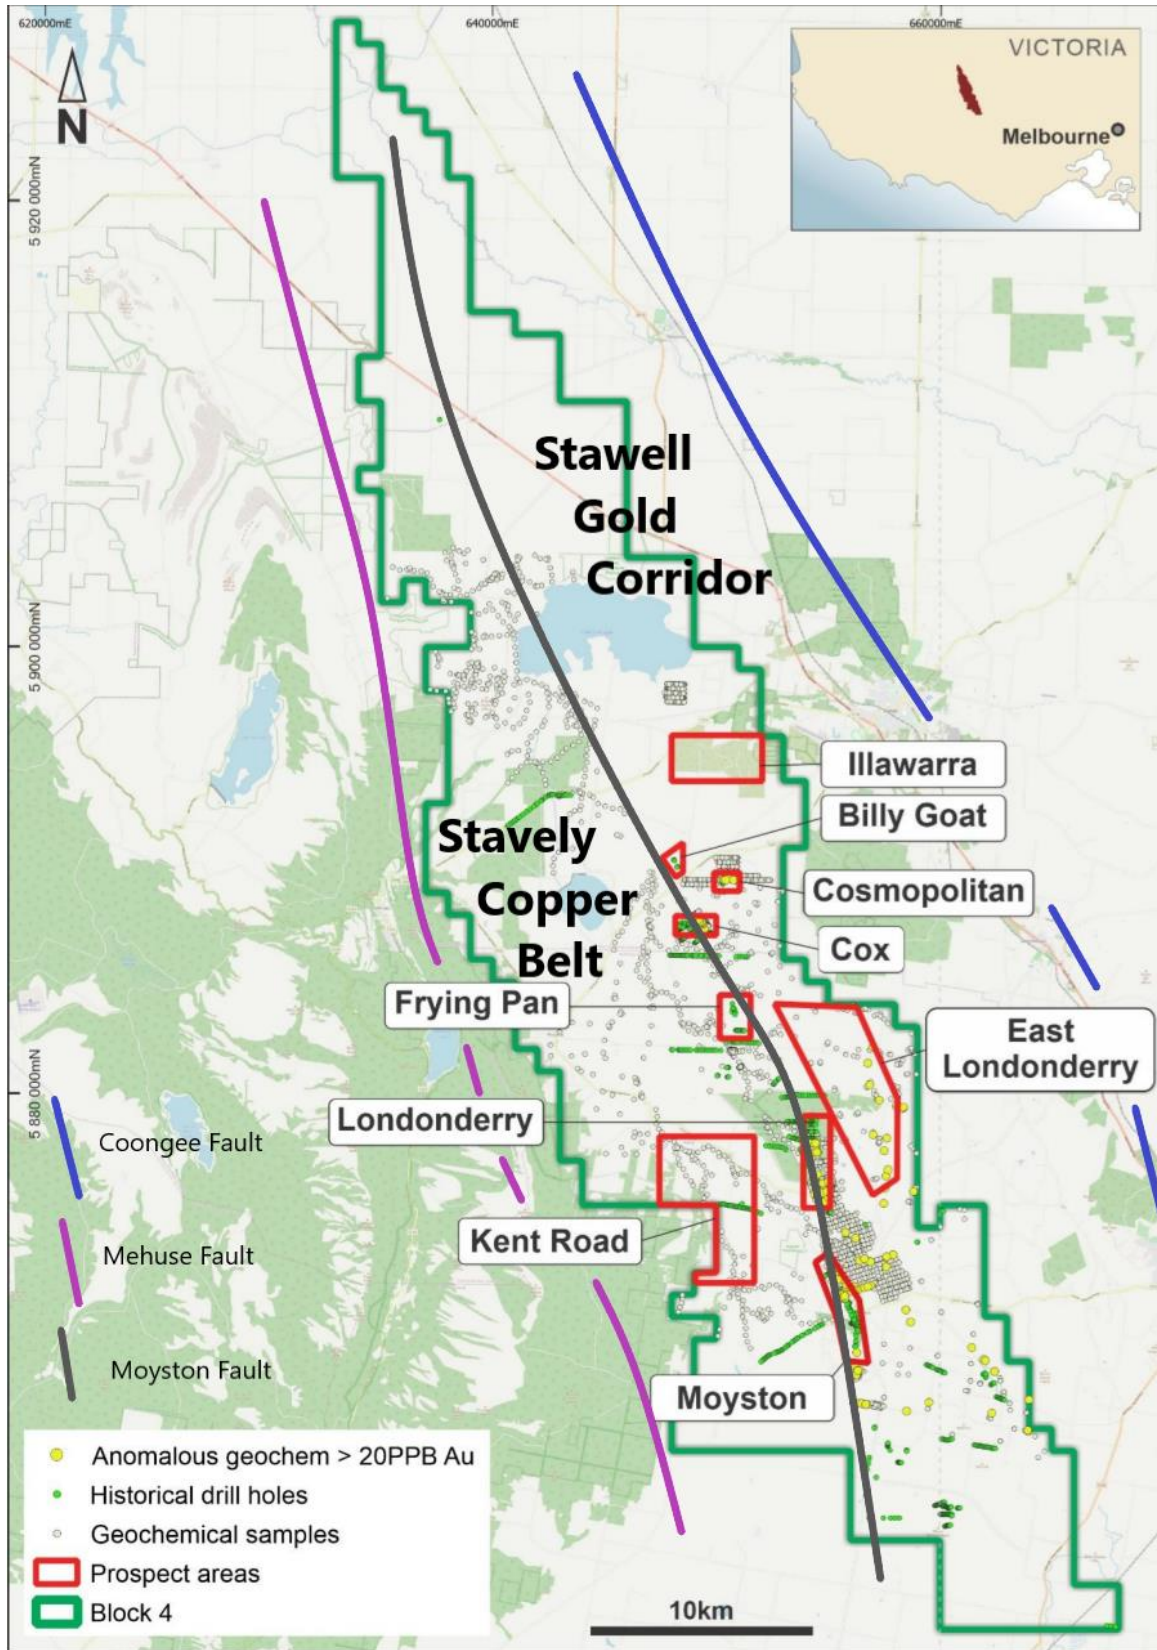 620000mE
640000mE
660000mE
VICTORIA
Melbourne
N
5 920 000mN
Stawell
Gold
Corridor
5 900 000mN
Illawarra
Billy Goat
Stavely
Copper
Belt
Cosmopolitan
Cox
Frying Pan
East
Londonderry
5 880 000mN
Londonderry
Coongee Fault
Kent Road
Mehuse Fault
Moyston Fault
Moyston
Anomalous geochem > 20PPB Au
Historical drill holes
Geochemical samples
Prospect areas
Block 4
10km